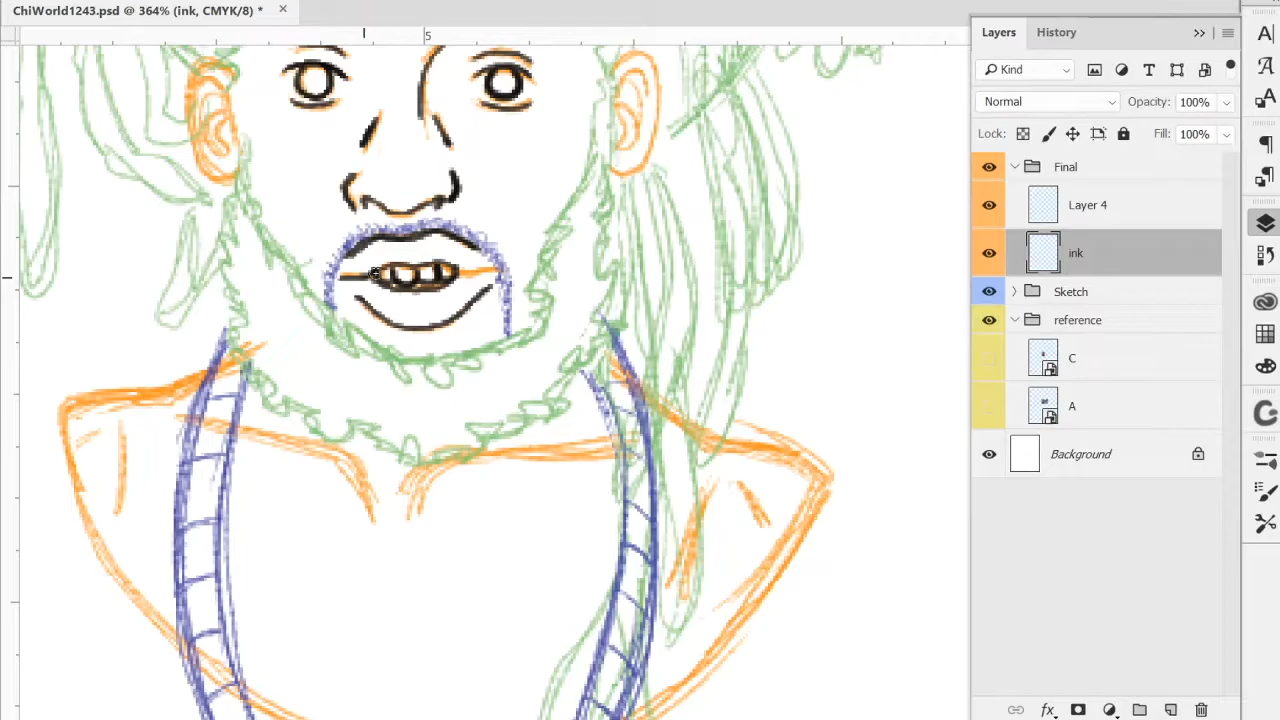 ChiWorld1243.psd @ 364% (ink, CMYK/8) *
5
Layers
History
Kind
Normal
Opacity: 100%
Lock:
Fill: 100%
Final
Layer 4
ink
Sketch
reference
C
A
Background
fx